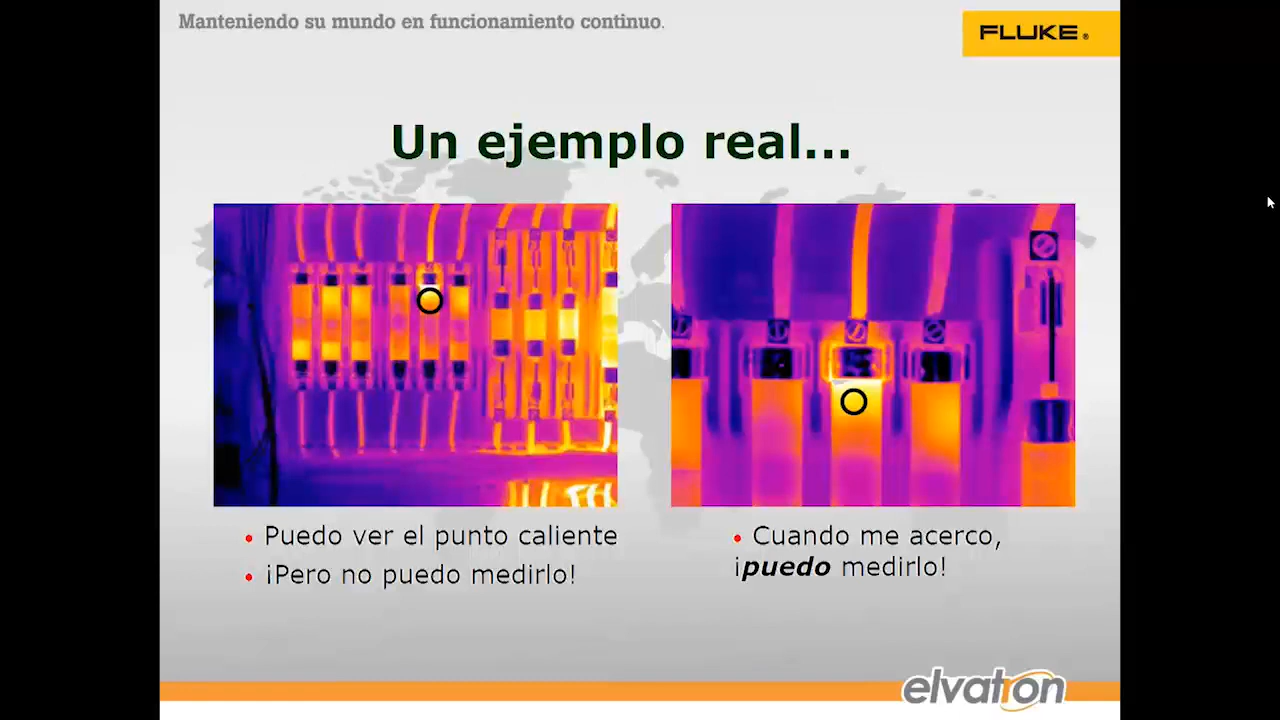 Manteniendo su mundo en funcionamiento continuo.
FLUKE®
Un ejemplo real...
• Puedo ver el punto caliente
• ¡Pero no puedo medirlo!
• Cuando me acerco,
¡puedo medirlo!
elvatron